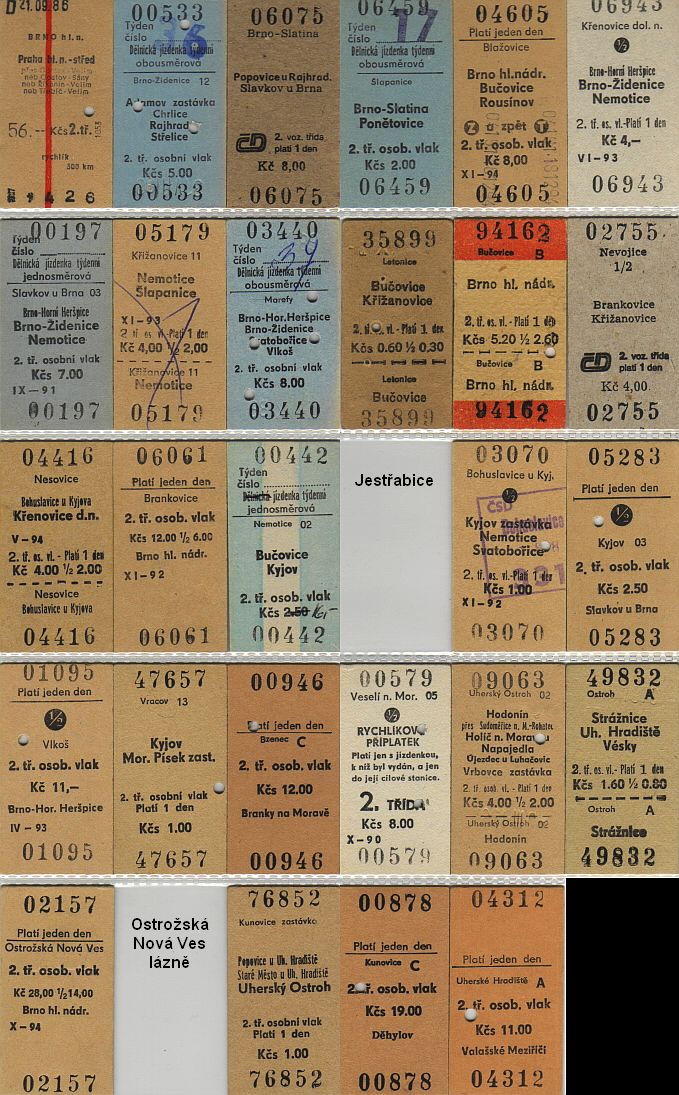 21.09.86
BRNO hl.n.
Praha hl.n.-střed
56.-- Kčs 2.tř.
rychlík
500 km
9426
00533
Týden
číslo
36
Dělnická jízdenka týdenní
obousměrová
Brno-Židenice 12
Adamov zastávka
Chrlice
Rajhrad
Střelice
2. tř. osobní vlak
Kčs 5.00
00533
06075
Brno-Slatina
Popovice u Rajhrad.
Slavkov u Brna
ČD 2. voz. třída
platí 1 den
Kč 8,00
06075
06459
Týden
číslo 17
Dělnická jízdenka týdenní
obousměrová
Slapanice
Brno-Slatina
Ponětovice
2. tř. osobní vlak
Kčs 2.00
06459
04605
Platí jeden den
Blažovice
Brno hl.nádr.
Bučovice
Rousínov
Z a zpět T
2. tř. osob. vlak
Kč 8,00
XI-94
04605
06943
Křenovice dol. n.
1/2
Brno-Horní Heršpice
Brno-Židenice
Nemotice
2. tř. osob. vlak
Kč 4,—
VI-93
06943
00197
Týden
číslo
Dělnická jízdenka týdenní
jednosměrová
Slavkov u Brna 03
Brno-Horní Heršpice
Brno-Židenice
Nemotice
2. tř. osobní vlak
Kčs 7.00
IX-91
00197
05179
Křižanovice 11
Nemotice
Slapanice
XI-93
2 tř os. vl.-Platí 1 den
Kč 4,00 ½ 2,00
Křižanovice 11
Nemotice
05179
03440
Týden
číslo 39
Dělnická jízdenka týdenní
obousměrová
Marefy
Brno-Hor.Heršpice
Brno-Židenice
Svatobořice
Vlkoš
2. tř. osobní vlak
Kčs 8.00
03440
35899
Letonice
Bučovice
Křižanovice
2. tř. os. vl.-Platí 1 den
Kčs 0.60 ½ 0,30
Letonice
Bučovice
35899
94162
Bučovice B
Brno hl. nádr.
2. tř. os. vl.-Platí 1 den
Kčs 5.20 ½ 2.60
Bučovice B
Brno hl. nádr.
94162
02755
Nevojice
1/2
Brankovice
Křižanovice
ČD 2. voz. třída
platí 1 den
Kč 4,00
02755
04416
Nesovice
Bohuslavice u Kyjova
Křenovice d.n.
V-94
2. tř. os. vl. - Platí 1 den
Kč 4.00 ½ 2.00
Nesovice
Bohuslavice u Kyjova
04416
06061
Platí jeden den
Brankovice
2. tř. osob. vlak
Kčs 12.00 ½ 6.00
Brno hl. nádr.
XI-92
06061
00442
Týden
číslo
Dělnická jízdenka týdenní
jednosměrová
Nemotice 02
Bučovice
Kyjov
2. tř. osob. vlak
Kčs 2.50
00442
Jestřabice
03070
Bohuslavice u Kyj.
½
Kyjov zastávka
Nemotice
Svatobořice
2. tř. os. vl.-Platí 1 den
Kčs 1.00
XI-92
ČSD
03070
05283
Platí jeden den
½
Kyjov 03
2. tř. osob. vlak
Kčs 2.50
Slavkov u Brna
05283
01095
Platí jeden den
½
Vlkoš
2. tř. osob. vlak
Kč 11,—
Brno-Hor. Heršpice
IV-93
01095
47657
Vracov 13
Kyjov
Mor. Písek zast.
2. tř osobní vlak
Platí 1 den
Kčs 1.00
47657
00946
Platí jeden den
Bzenec C
2. tř. osob. vlak
Kčs 12.00
Branky na Moravě
00946
00579
Veselí n. Mor. 05
RYCHLÍKOVÝ
PŘÍPLATEK
Platí jen s jízdenkou,
k níž byl vydán, a jen
do její cílové stanice.
2. TŘÍDA
Kčs 8.00
X-90
00579
09063
Uherský Ostroh 02
Hodonín
přes Sudoměřice n. M.-Rohatec
Holíč n. Moravou
Napajedla
Újezdec u Luhačovic
Vrbovce zastávka
2. tř os. vl. - Platí 1 den
Kčs 4.00 ½ 2.00
Uherský Ostroh 02
Hodonín
09063
49832
Ostroh A
Strážnice
Uh. Hradiště
Vésky
2. tř. os. vl. - Platí 1 den
Kčs 1.60 ½ 0.80
Ostroh A
Strážnice
49832
02157
Platí jeden den
Ostrožská Nová Ves
2. tř. osob. vlak
Kč 28,00 ½ 14,00
Brno hl. nádr.
X-94
02157
Ostrožská
Nová Ves
lázně
76852
Kunovice zastávka
Popovice u Uh. Hradiště
Staré Město u Uh. Hradiště
Uherský Ostroh
2. tř. osobní vlak
Platí 1 den
Kčs 1.00
76852
00878
Platí jeden den
Kunovice C
2. tř. osob. vlak
Kčs 19.00
Děhylov
00878
04312
Platí jeden den
Uherské Hradiště A
2. tř. osob. vlak
Kčs 11.00
Valašské Meziříčí
04312